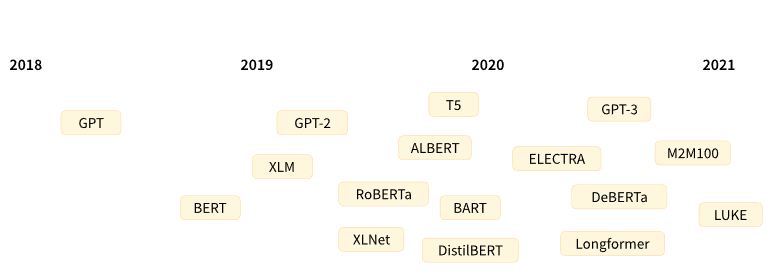 2018 2019 2020 2021
T5
GPT-3
GPT
GPT-2
ALBERT
M2M100
ELECTRA
XLM
RoBERTa
DeBERTa
BERT
BART
LUKE
XLNet
Longformer
DistilBERT